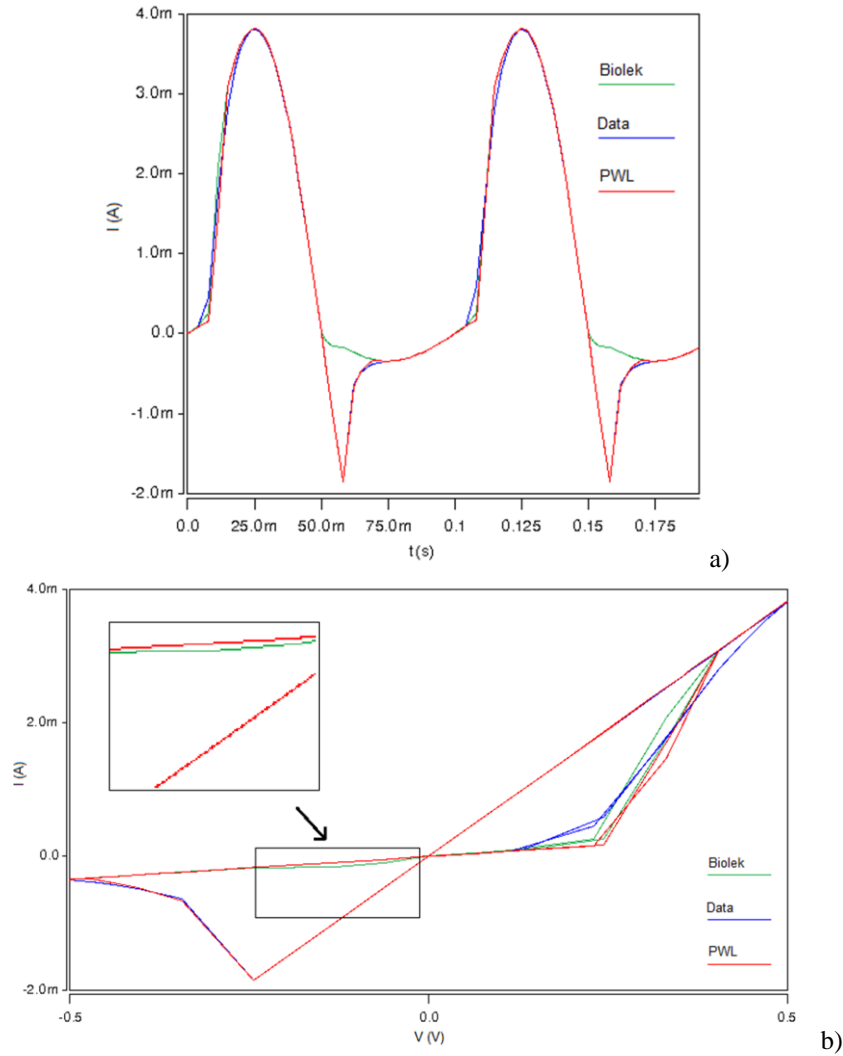 4.0m
3.0m
2.0m
1.0m
0.0
-1.0m
-2.0m
I (A)
Biolek
Data
PWL
0.0 25.0m 50.0m 75.0m 0.1 0.125 0.15 0.175
t(s)
a)
4.0m
2.0m
0.0
-2.0m
I (A)
Biolek
Data
PWL
-0.5 0.0 0.5
V (V)
b)